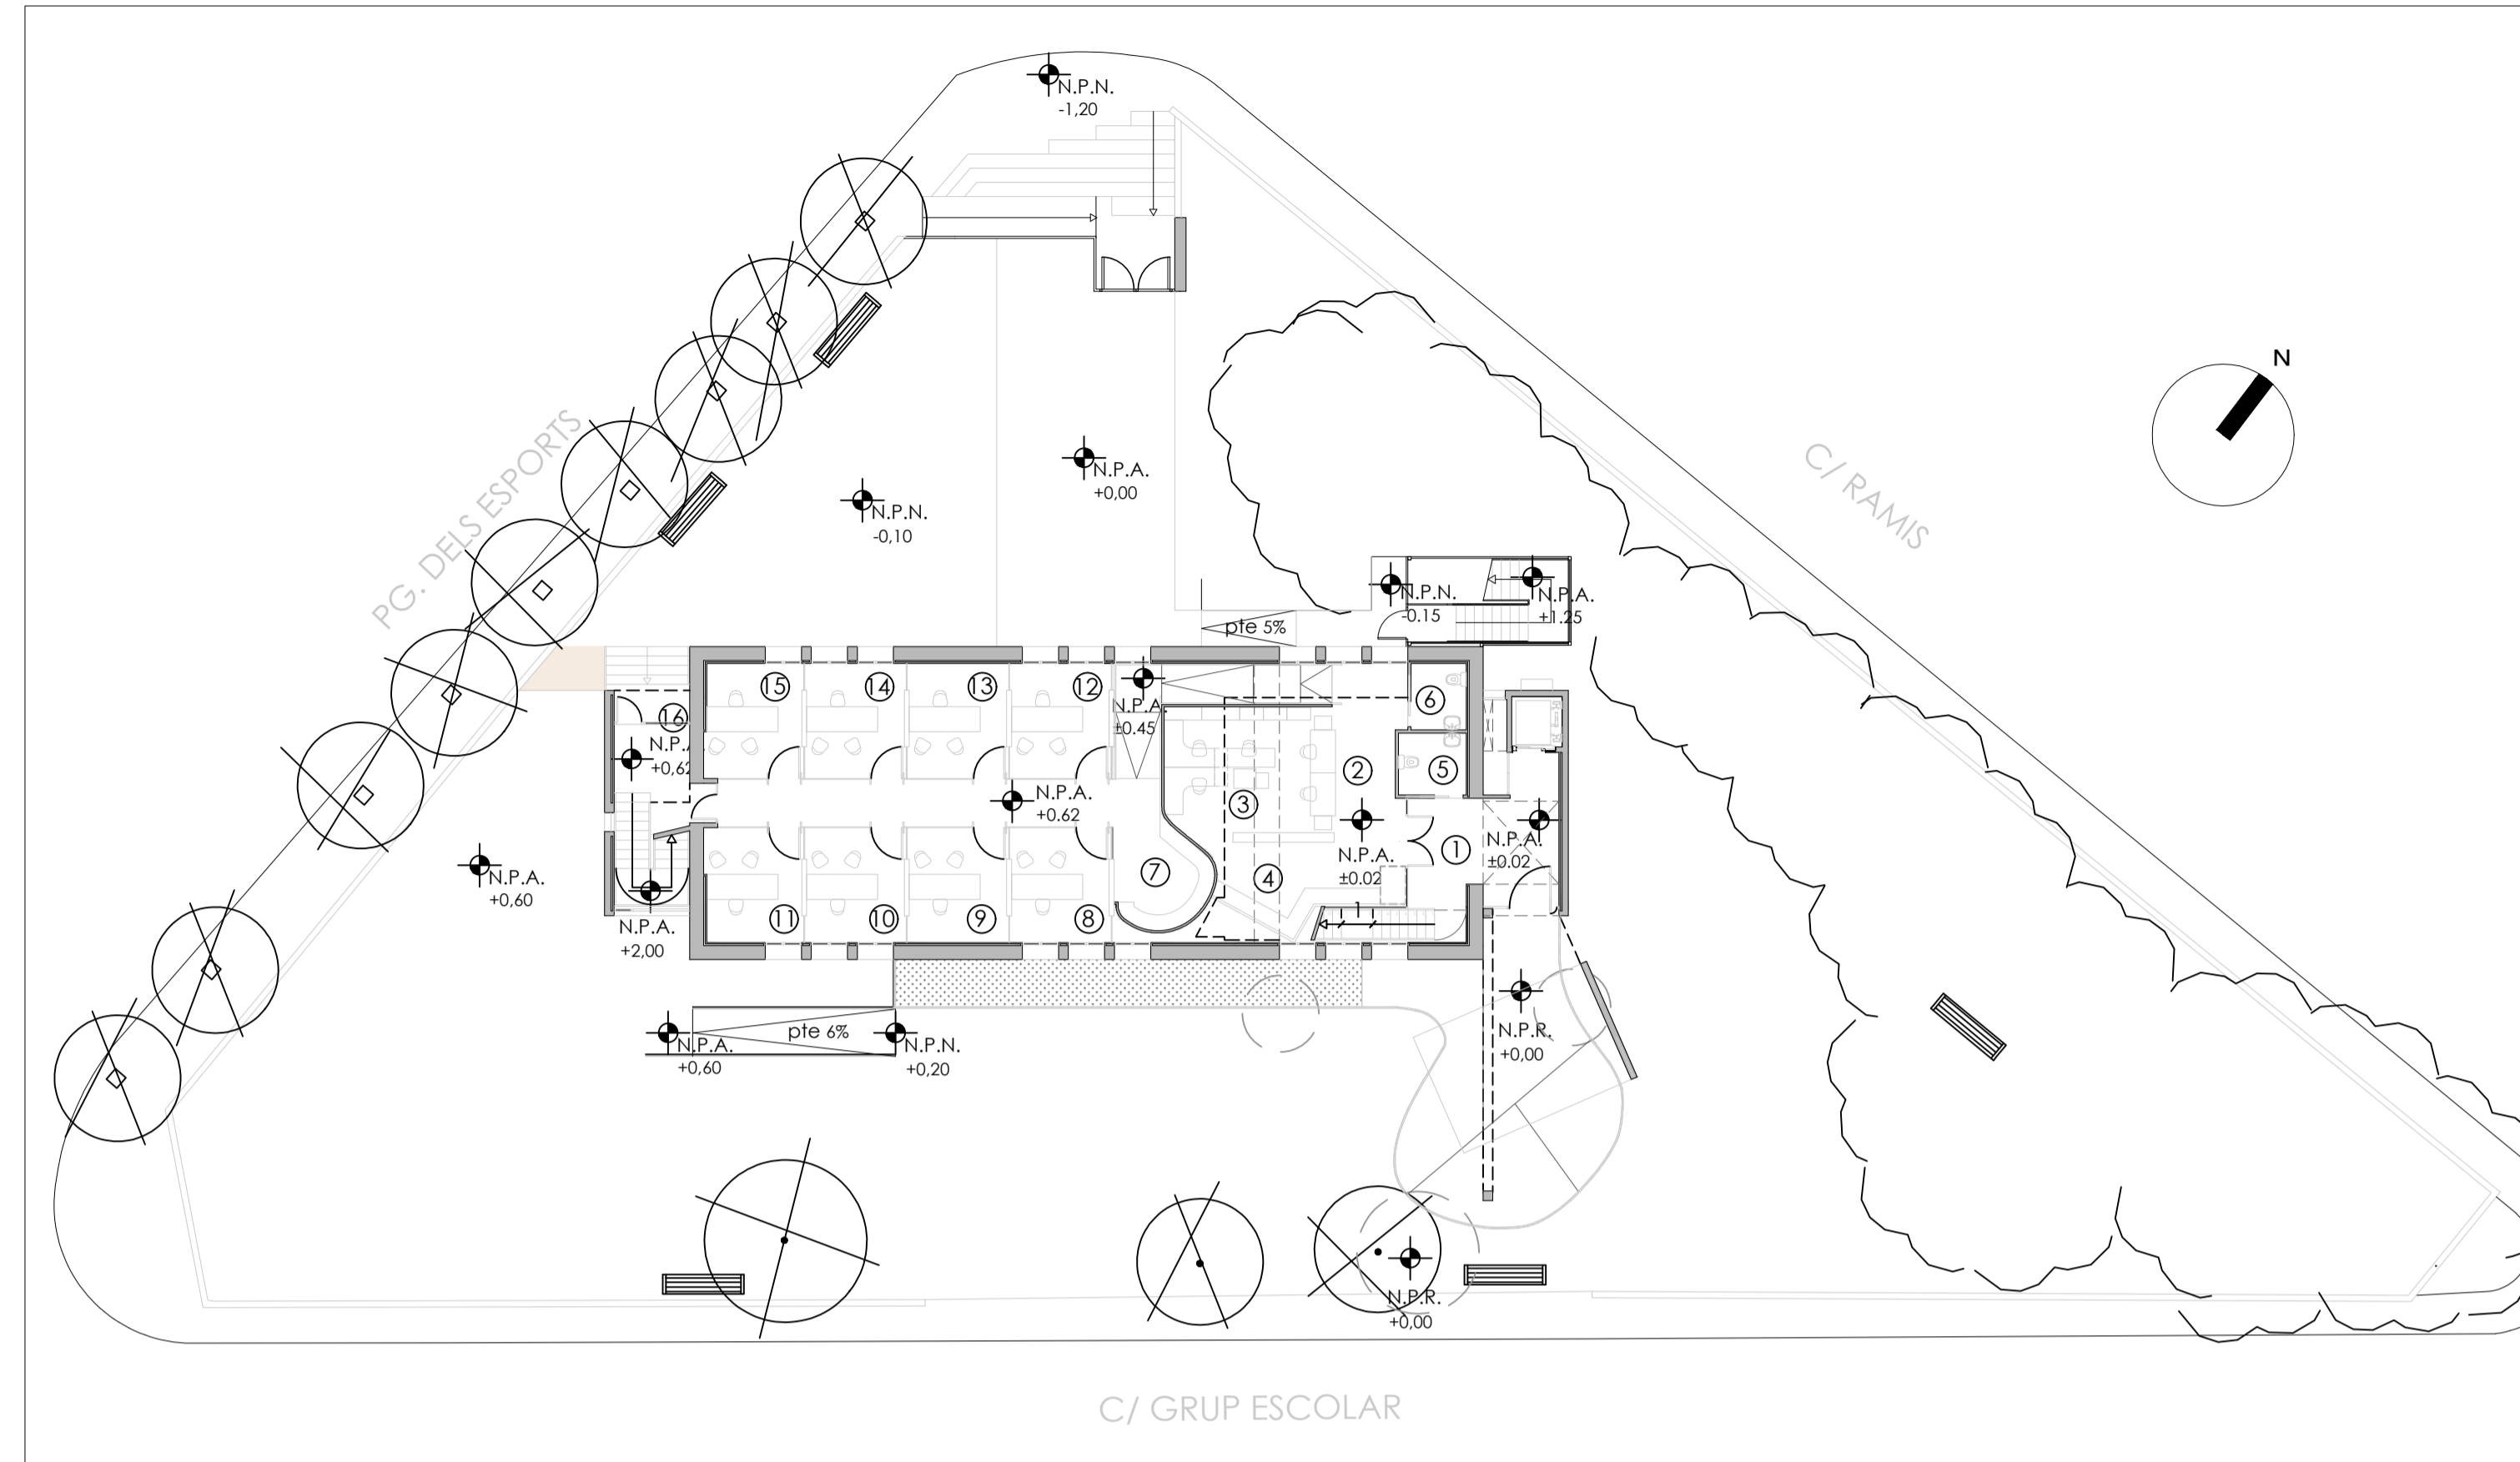 N.P.N.
-1,20
N
PG. DELS ESPORTS
C/ RAMIS
N.P.A.
+0,00
N.P.N.
-0,10
N.P.N.
-0.15
N.P.A.
+1.25
pte 5%
15
14
13
12
6
16
N.P.A
±0.45
N.P.A
+0,62
5
2
3
N.P.A.
+0.62
N.P.A.
±0.02
1
N.P.A.
±0.02
7
4
N.P.A.
+0,60
11
10
9
8
1
N.P.A.
+2,00
pte 6%
N.P.A.
+0,60
N.P.N.
+0,20
N.P.R.
+0,00
N.P.R.
+0,00
C/ GRUP ESCOLAR